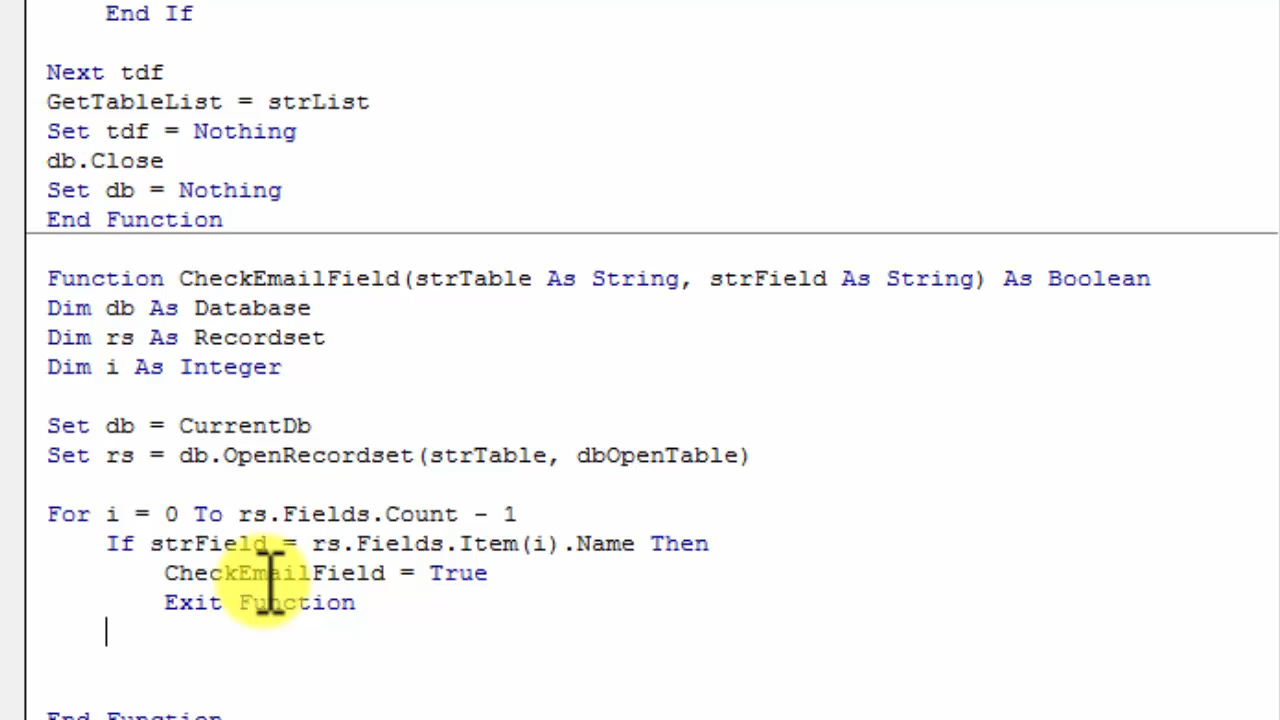 End If
Next tdf
GetTableList = strList
Set tdf = Nothing
db.Close
Set db = Nothing
End Function
Function CheckEmailField(strTable As String, strField As String) As Boolean
Dim db As Database
Dim rs As Recordset
Dim i As Integer
Set db = CurrentDb
Set rs = db.OpenRecordset(strTable, dbOpenTable)
For i = 0 To rs.Fields.Count - 1
If strField = rs.Fields.Item(i).Name Then
CheckEmailField = True
Exit Function
End Function